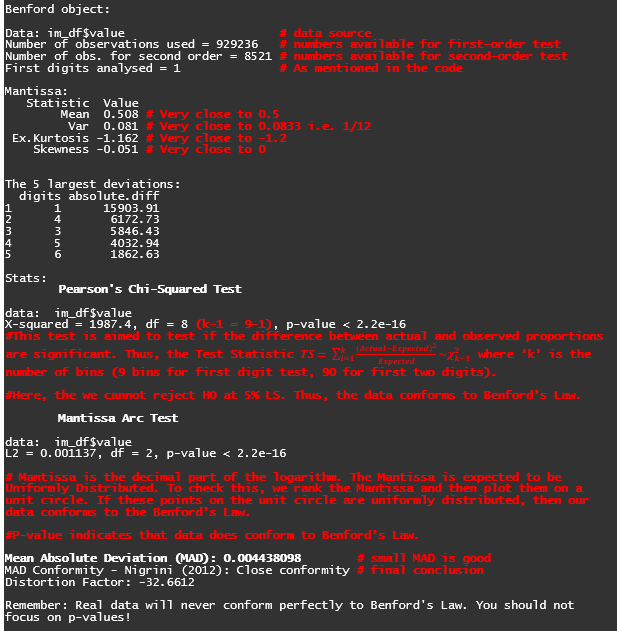 Benford object:
Data: im_df$value # data source
Number of observations used = 929236 # numbers available for first-order test
Number of obs. for second order = 8521 # numbers available for second-order test
First digits analysed = 1 # As mentioned in the code
Mantissa:
Statistic Value
Mean 0.508 # Very close to 0.5
Var 0.081 # Very close to 0.0833 i.e. 1/12
Ex.Kurtosis -1.162 # Very close to -1.2
Skewness -0.051 # Very close to 0
The 5 largest deviations:
digits absolute.diff
1 1 15903.91
2 4 6172.73
3 3 5846.43
4 5 4032.94
5 6 1862.63
Stats:
Pearson's Chi-Squared Test
data: im_df$value
X-squared = 1987.4, df = 8 (k-1 = 9-1), p-value < 2.2e-16
#This test is aimed to test if the difference between actual and observed proportions
are significant. Thus, the Test Statistic TS = ∑ᵏᵢ₌₁ (Actual-Expected)²/Expected ~χ²ₖ₋₁ where ‘k’ is the
number of bins (9 bins for first digit test, 90 for first two digits).
#Here, the we cannot reject H0 at 5% LS. Thus, the data conforms to Benford's Law.
Mantissa Arc Test
data: im_df$value
L2 = 0.001137, df = 2, p-value < 2.2e-16
# Mantissa is the decimal part of the logarithm. The Mantissa is expected to be
Uniformly Distributed. To check this, we rank the Mantissa and then plot them on a
unit circle. If these points on the unit circle are uniformly distributed, then our
data conforms to the Benford's Law.
#P-value indicates that data does conform to Benford's Law.
Mean Absolute Deviation (MAD): 0.004438098 # small MAD is good
MAD Conformity - Nigrini (2012): Close conformity # final conclusion
Distortion Factor: -32.6612
Remember: Real data will never conform perfectly to Benford's Law. You should not
focus on p-values!